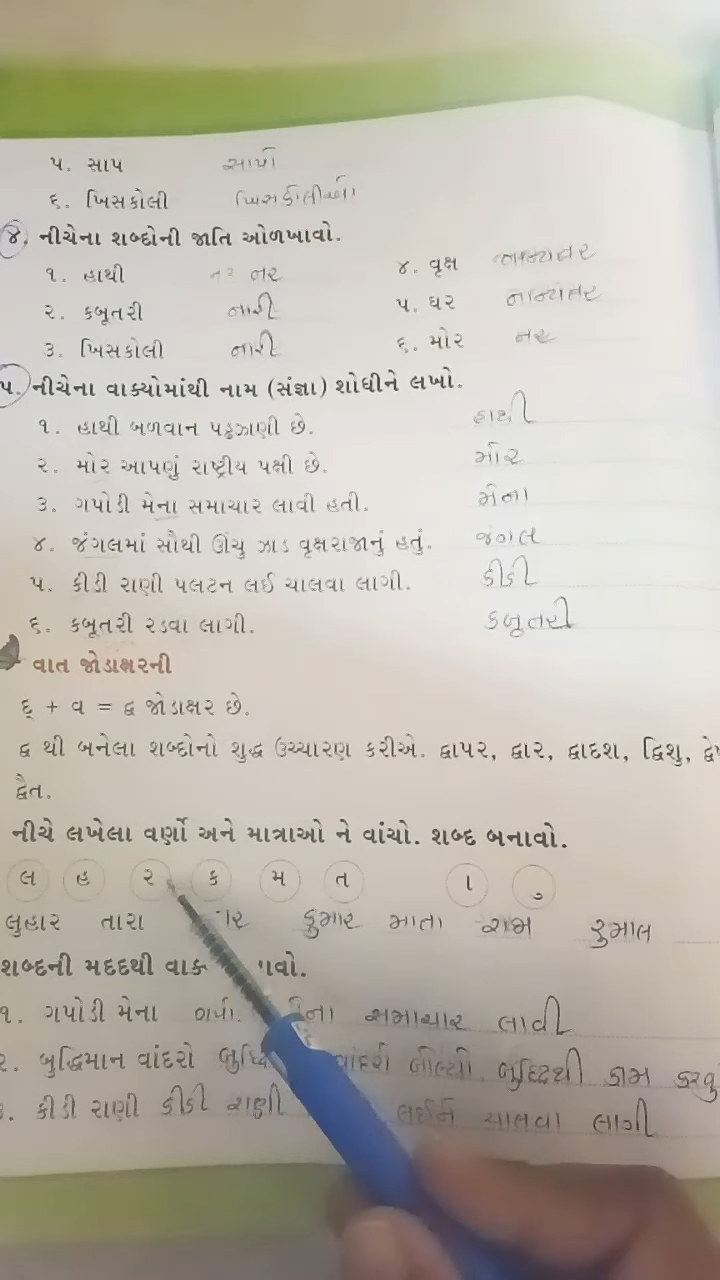 ૫. સાપ સાપો
૬. ખિસકોલી ખિસકોલીઓ
૪. નીચેના શબ્દોની જાતિ ઓળખાવો.
૧. હાથી નર નર ૪. વૃક્ષ નાન્યતર
૨. કબૂતરી નારી ૫. ઘર નાન્યતર
૩. ખિસકોલી નારી ૬. મોર નર
૫. નીચેના વાક્યોમાંથી નામ (સંજ્ઞા) શોધીને લખો.
૧. હાથી બળવાન પહ્રાણી છે. હાથી
૨. મોર આપણું રાષ્ટ્રીય પક્ષી છે. મોર
૩. ગપોડી મેના સમાચાર લાવી હતી. મેના
૪. જંગલમાં સૌથી ઊંચુ ઝાડ વૃક્ષરાજાનું હતું. જંગલ
૫. કીડી રાણી પલટન લઈ ચાલવા લાગી. કીડી
૬. કબૂતરી રડવા લાગી. કબૂતરી
વાત જોડાક્ષરની
દ્ + વ = દ્વ જોડાક્ષર છે.
દ્વ થી બનેલા શબ્દોનો શુદ્ધ ઉચ્ચારણ કરીએ. દ્વાપર, દ્વાર, દ્વાદશ, દ્વિશુ,
દ્વૈત.
નીચે લખેલા વર્ણો અને માત્રાઓ ને વાંચો. શબ્દ બનાવો.
લ હ ર ક મ ત ા ુ
લુહાર તારા કુમાર માતા રામ રુમાલ
શબ્દની મદદથી
૧. ગપોડી મેના સમાચાર લાવી
૨. બુદ્ધિમાન વાંદરો બોલ્યો. બુધ્ધિથી કામ કરવુ
૩. કીડી રાણી કીડી રાણી લઈને ચાલવા લાગી